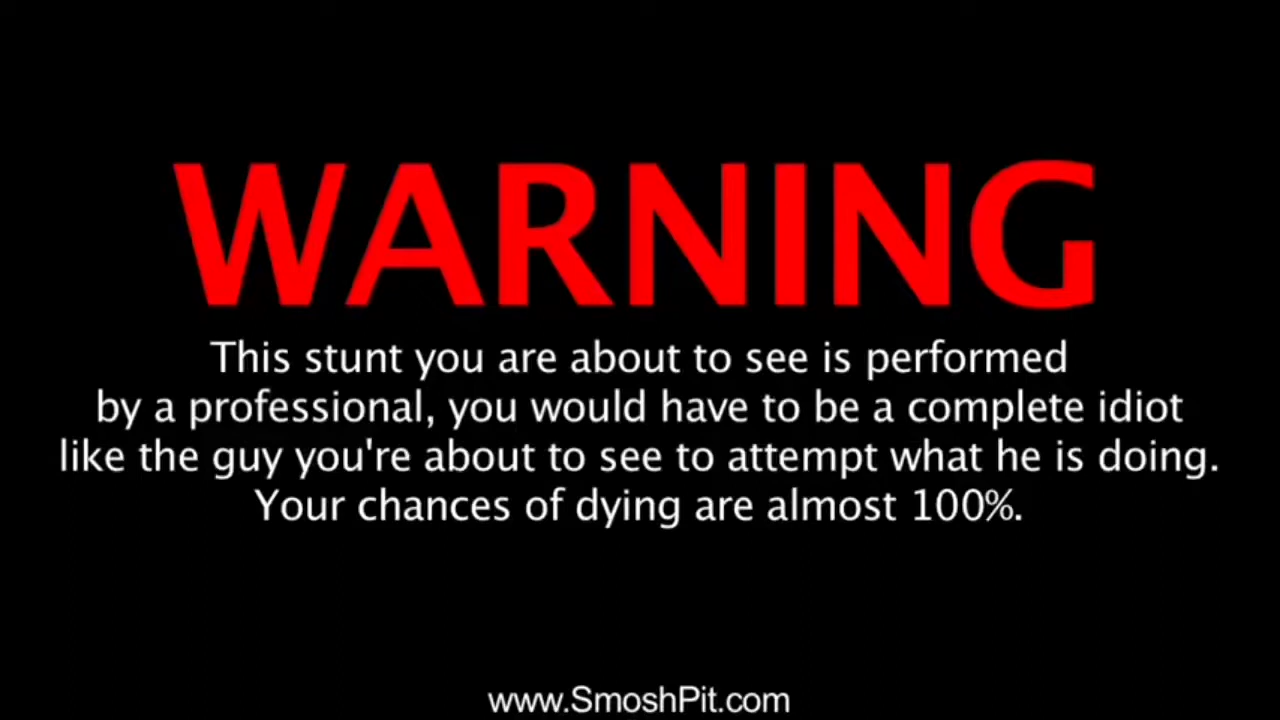 WARNING
This stunt you are about to see is performed
by a professional, you would have to be a complete idiot
like the guy you're about to see to attempt what he is doing.
Your chances of dying are almost 100%.
www.SmoshPit.com